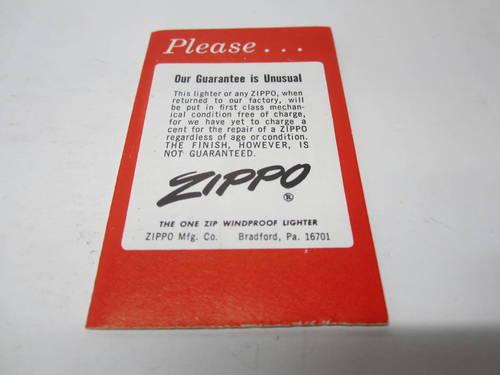 Please...
Our Guarantee is Unusual
This lighter or any ZIPPO, when
returned to our factory, will
be put in first class mechan-
ical condition free of charge,
for we have yet to charge a
cent for the repair of a ZIPPO
regardless of age or condition.
THE FINISH, HOWEVER, IS
NOT GUARANTEED.
ZIPPO ®
THE ONE ZIP WINDPROOF LIGHTER
ZIPPO Mfg. Co. Bradford, Pa. 16701